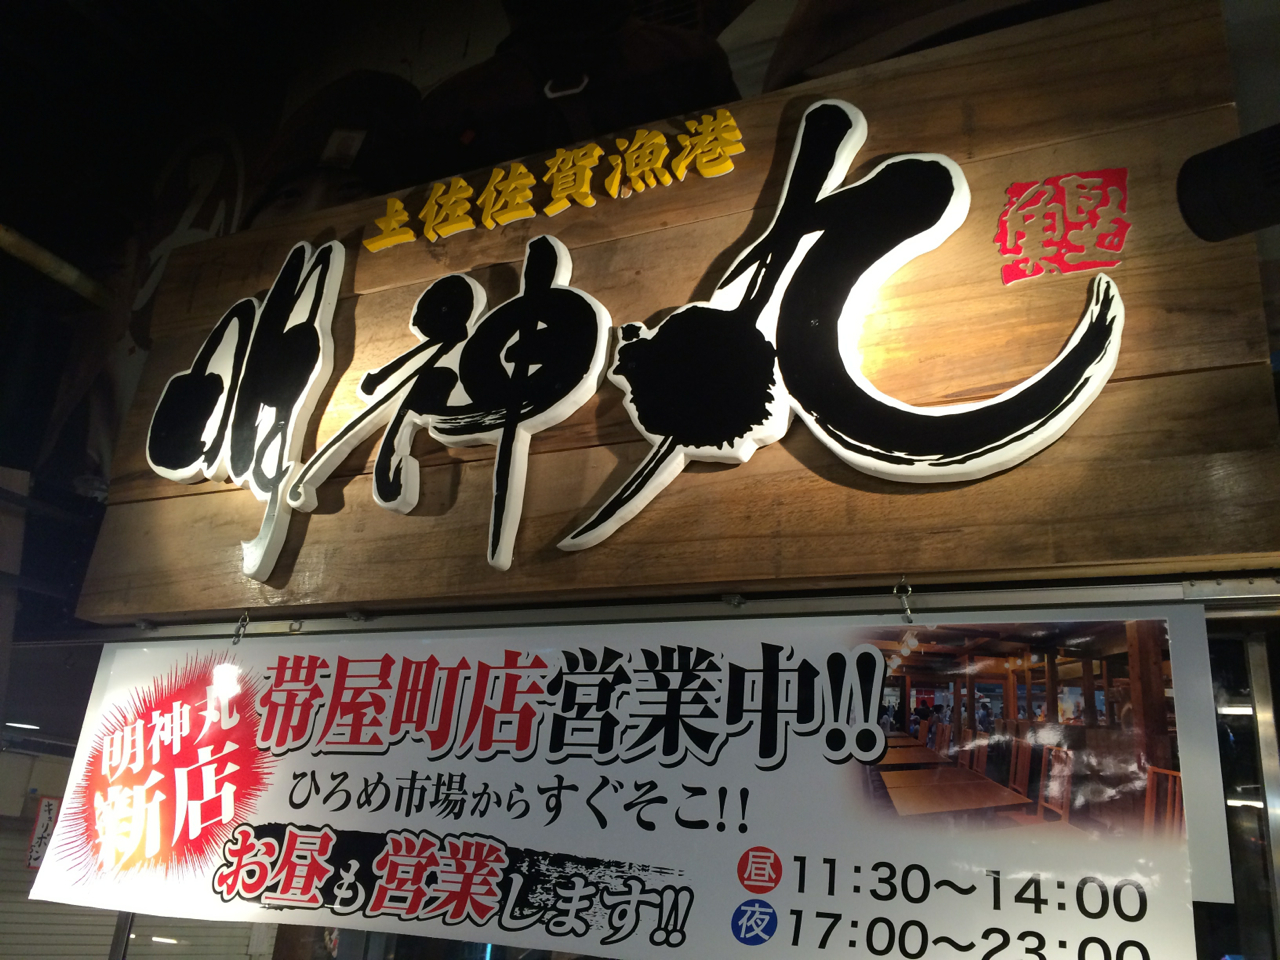 土佐佐賀漁港
明神丸
鰹
明神丸
新店
帯屋町店営業中!!
ひろめ市場からすぐそこ!!
お昼も営業します!!
昼 11:30〜14:00
夜 17:00〜23:00